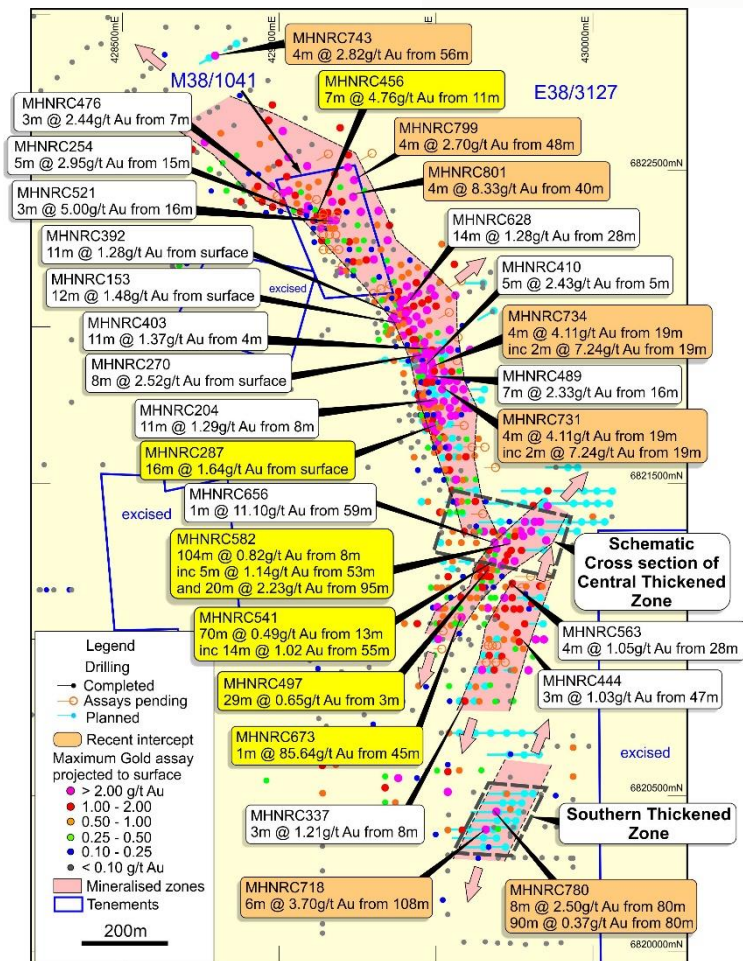 428500mE
429
430000mE
MHNRC743
4m @ 2.82g/t Au from 56m
M38/1041
MHNRC456
7m @ 4.76g/t Au from 11m
E38/3127
MHNRC476
3m @ 2.44g/t Au from 7m
MHNRC799
4m @ 2.70g/t Au from 48m
MHNRC254
5m @ 2.95g/t Au from 15m
6822500mN
MHNRC801
4m @ 8.33g/t Au from 40m
MHNRC521
3m @ 5.00g/t Au from 16m
MHNRC628
14m @ 1.28g/t Au from 28m
MHNRC392
11m @ 1.28g/t Au from surface
MHNRC410
5m @ 2.43g/t Au from 5m
excised
MHNRC153
12m @ 1.48g/t Au from surface
MHNRC734
4m @ 4.11g/t Au from 19m
inc 2m @ 7.24g/t Au from 19m
MHNRC403
11m @ 1.37g/t Au from 4m
MHNRC270
8m @ 2.52g/t Au from surface
MHNRC489
7m @ 2.33g/t Au from 16m
MHNRC204
11m @ 1.29g/t Au from 8m
MHNRC731
4m @ 4.11g/t Au from 19m
inc 2m @ 7.24g/t Au from 19m
MHNRC287
16m @ 1.64g/t Au from surface
6821500mN
excised
MHNRC656
1m @ 11.10g/t Au from 59m
MHNRC582
104m @ 0.82g/t Au from 8m
inc 5m @ 1.14g/t Au from 53m
and 20m @ 2.23g/t Au from 95m
Schematic
Cross section of
Central Thickened
Zone
MHNRC541
70m @ 0.49g/t Au from 13m
inc 14m @ 1.02 Au from 55m
MHNRC563
4m @ 1.05g/t Au from 28m
MHNRC497
29m @ 0.65g/t Au from 3m
MHNRC444
3m @ 1.03g/t Au from 47m
MHNRC673
1m @ 85.64g/t Au from 45m
excised
6820500mN
MHNRC337
3m @ 1.21g/t Au from 8m
Southern Thickened
Zone
MHNRC718
6m @ 3.70g/t Au from 108m
MHNRC780
8m @ 2.50g/t Au from 80m
90m @ 0.37g/t Au from 80m
6820000mN
Legend
Drilling
Completed
Assays pending
Planned
Recent intercept
Maximum Gold assay
projected to surface
> 2.00 g/t Au
1.00 - 2.00
0.50 - 1.00
0.25 - 0.50
0.10 - 0.25
< 0.10 g/t Au
Mineralised zones
Tenements
200m